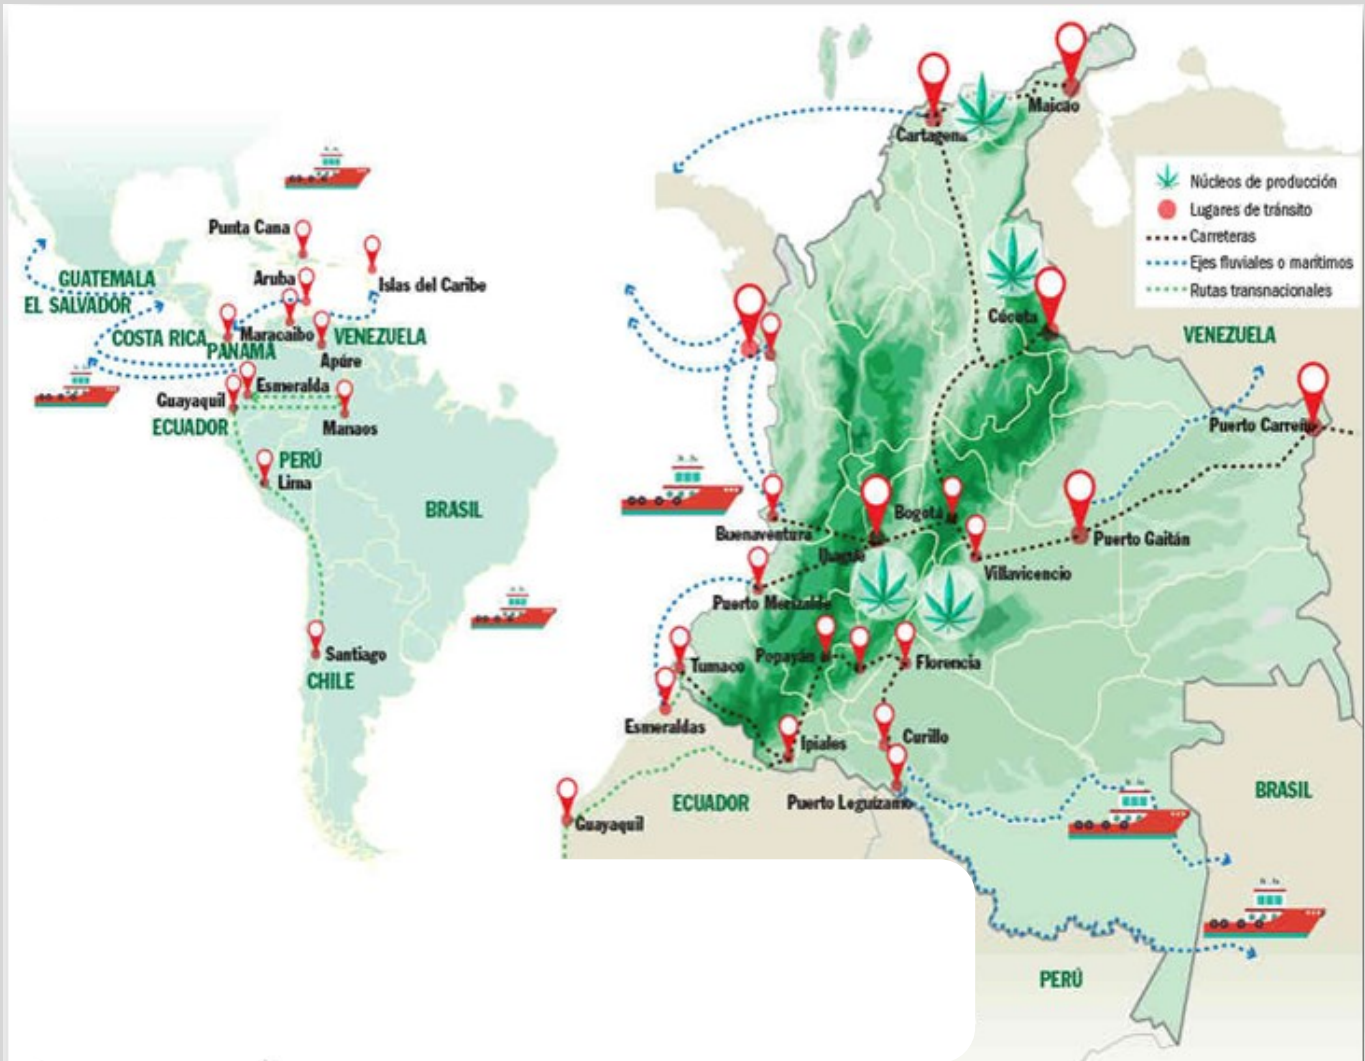 Punta Cana
Aruba
Islas del Caribe
GUATEMALA
EL SALVADOR
COSTA RICA
PANAMA
Maracaibo
VENEZUELA
Apúre
Esmeralda
Guayaquil
ECUADOR
Manaos
PERÚ
Lima
BRASIL
Santiago
CHILE
Maicao
Cartagena
Núcleos de producción
Lugares de tránsito
Carreteras
Ejes fluviales o marítimos
Rutas transnacionales
Cúcuta
VENEZUELA
Puerto Carreño
Bogotá
Buenaventura
Ibagué
Puerto Gaitán
Villavicencio
Puerto Merizalde
Popayán
Florencia
Tumaco
Esmeraldas
Ipiales
Curillo
ECUADOR
Puerto Leguízamo
BRASIL
Guayaquil
PERÚ